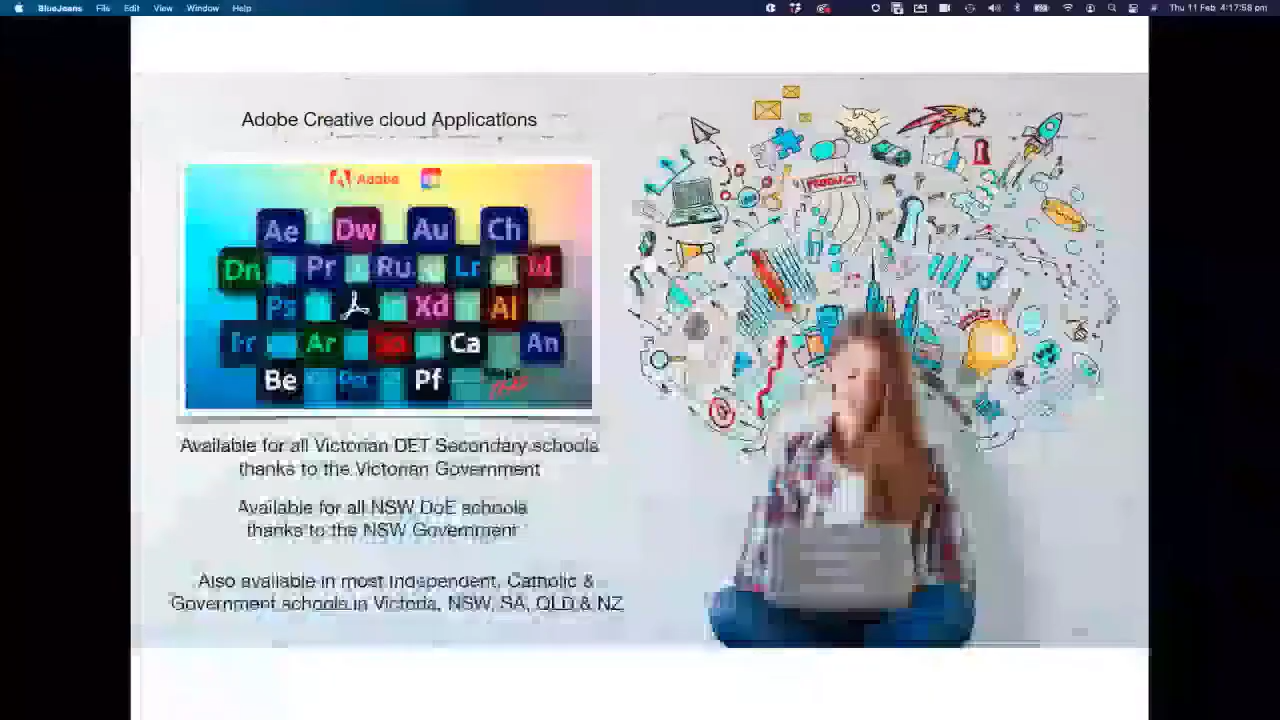 BlueJeans File Edit View Window Help Thu 11 Feb 4:17:58 pm
Adobe Creative cloud Applications
Adobe
Ae Dw Au Ch
Dn Pr Ru Lr Id
Ps Xd Ai
Fr Ar Ca An
Be Pf
PRODUCT
Available for all Victorian DET Secondary schools
thanks to the Victorian Government
Available for all NSW DoE schools
thanks to the NSW Government
Also available in most Independent, Catholic &
Government schools in Victoria, NSW, SA, QLD & NZ